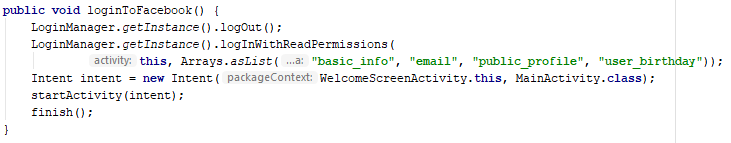 public void loginToFacebook() {
LoginManager.getInstance().logOut();
LoginManager.getInstance().logInWithReadPermissions(
activity: this, Arrays.asList( ...a: "basic_info", "email", "public_profile", "user_birthday"));
Intent intent = new Intent( packageContext: WelcomeScreenActivity.this, MainActivity.class);
startActivity(intent);
finish();
}